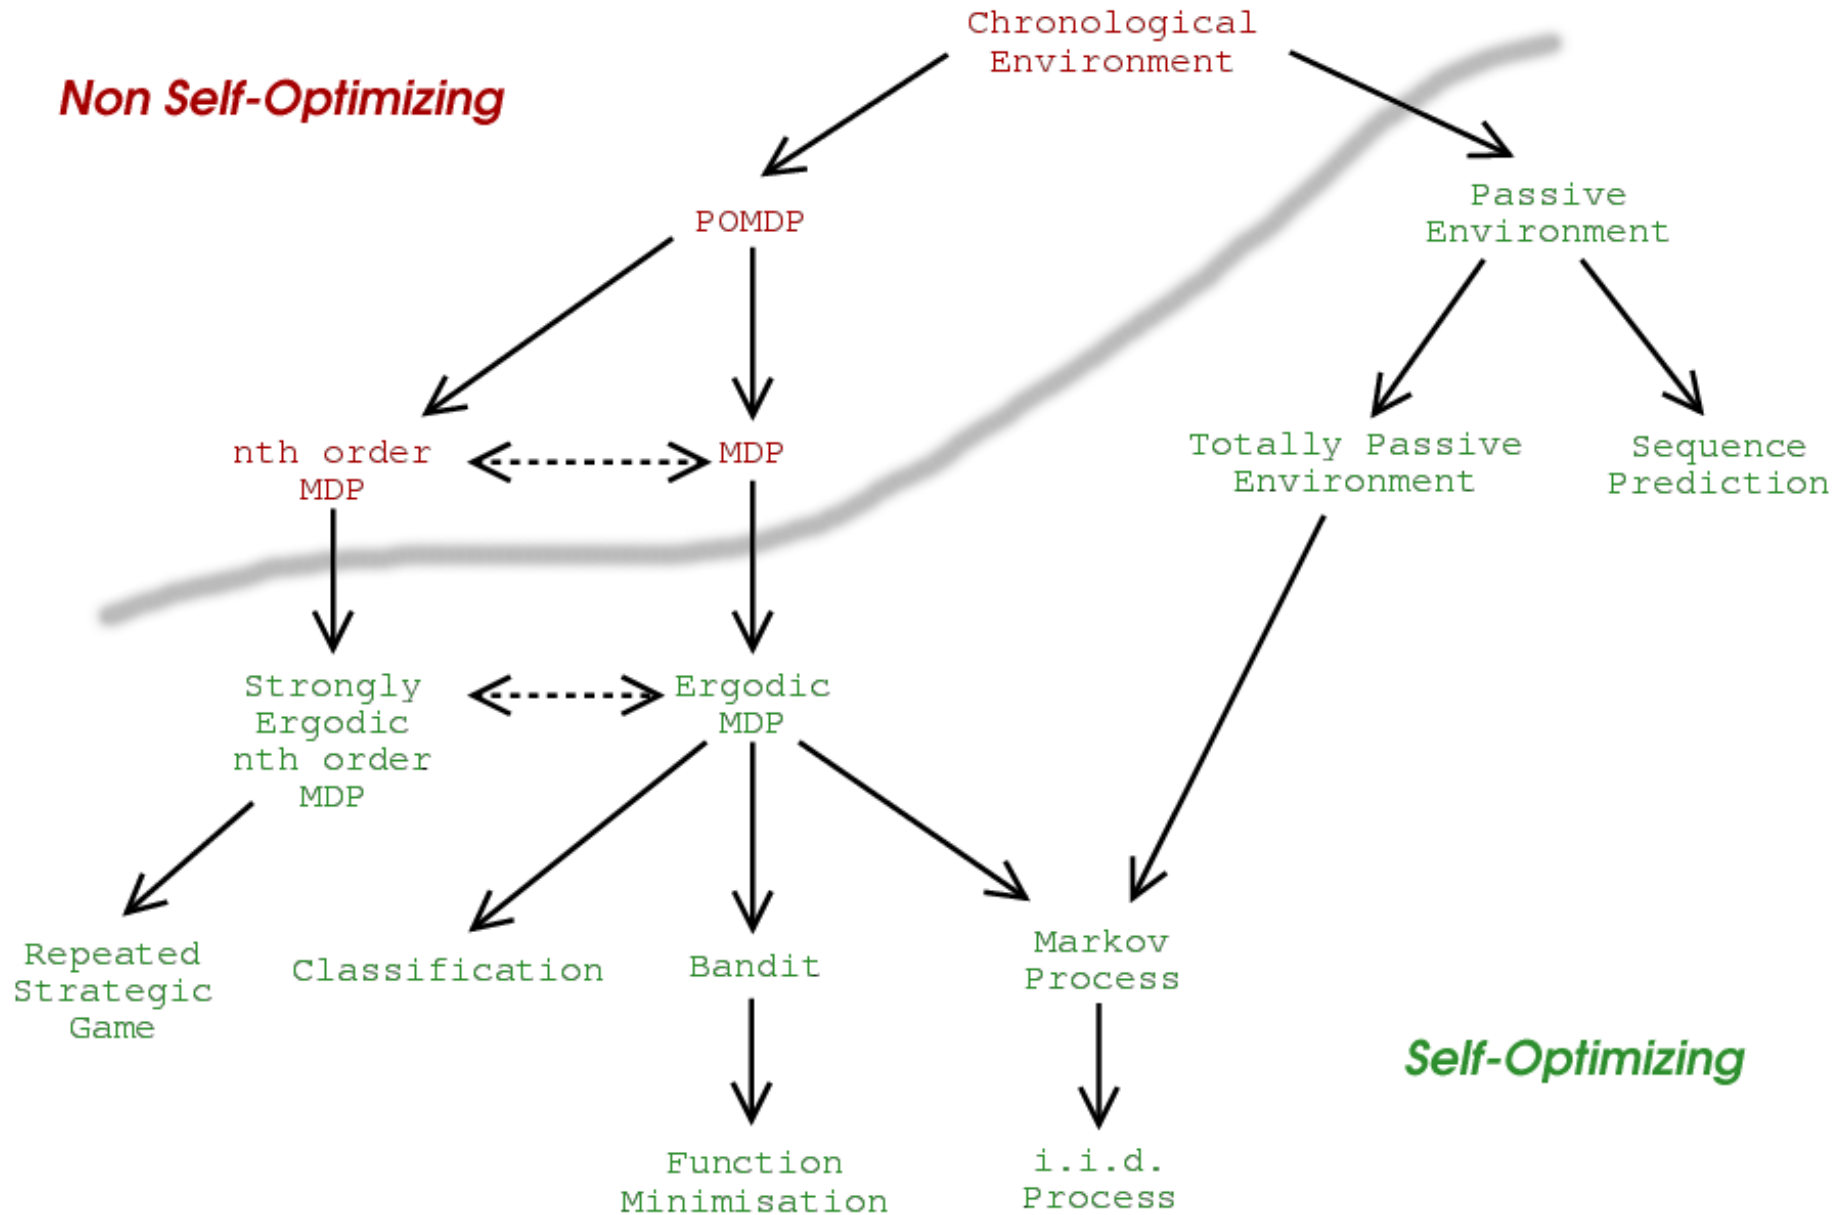 Chronological
Environment
Non Self-Optimizing
Passive
Environment
POMDP
nth order
MDP
MDP
Totally Passive
Environment
Sequence
Prediction
Strongly
Ergodic
nth order
MDP
Ergodic
MDP
Repeated
Strategic
Game
Classification
Bandit
Markov
Process
Self-Optimizing
Function
Minimisation
i.i.d.
Process